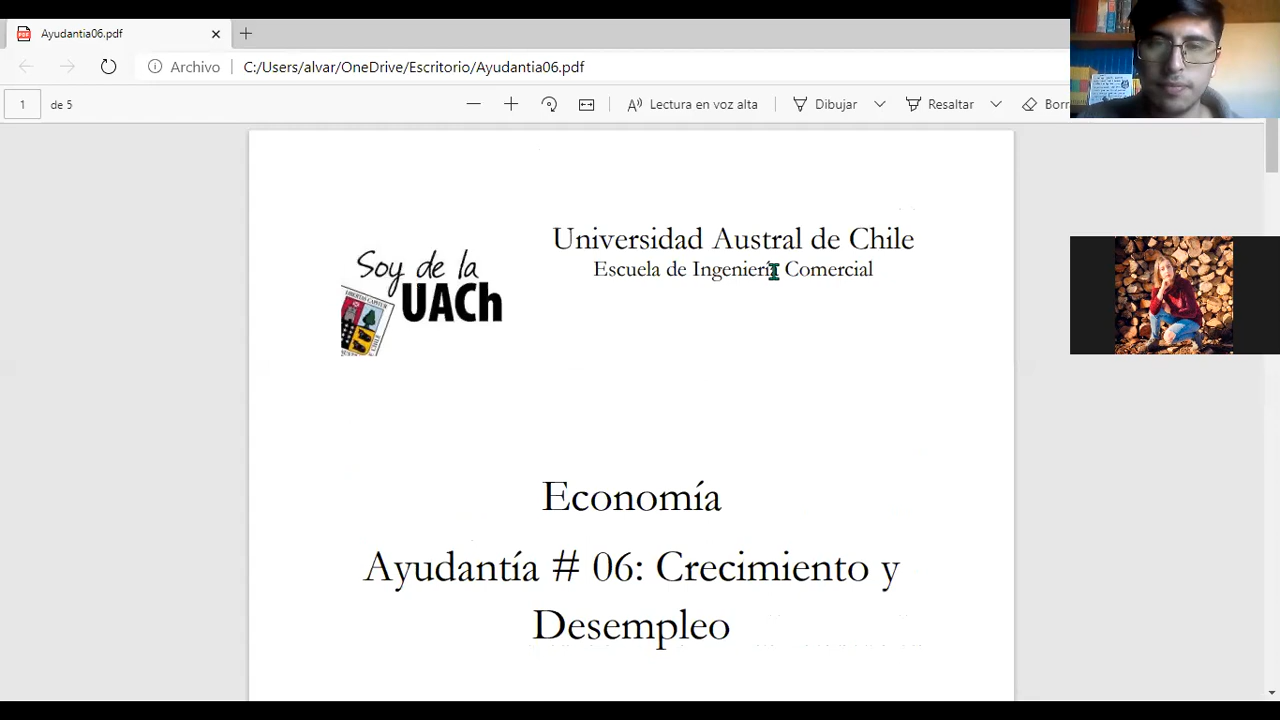 Ayudantia06.pdf
Archivo C:/Users/alvar/OneDrive/Escritorio/Ayudantia06.pdf
1 de 5 Lectura en voz alta Dibujar Resaltar Borr
Universidad Austral de Chile
Escuela de Ingeniería Comercial
Soy de la
UACh
Economía
Ayudantía # 06: Crecimiento y
Desempleo